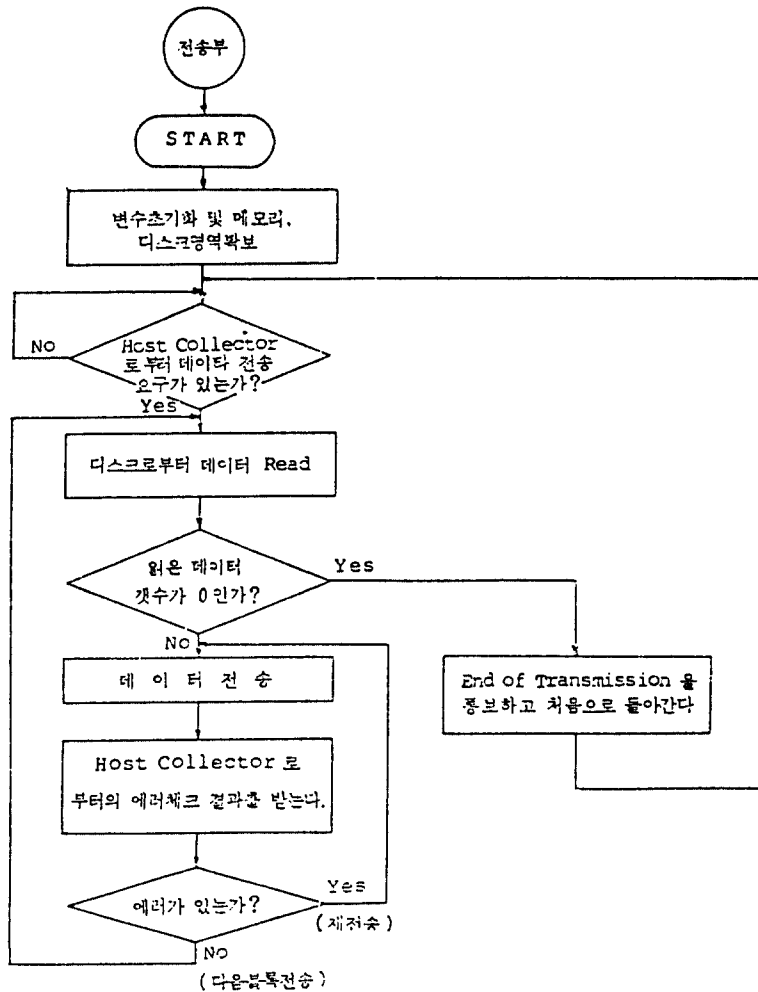 전송부
START
변수초기화 및 메모리,
디스크영역확보
Host Collector
로부터 데이타 전송
요구가 있는가?
No
Yes
디스크로부터 데이터 Read
읽은 데이터
갯수가 0인가?
Yes
No
데 이 터 전 송
End of Transmission 을
통보하고 처음으로 돌아간다
Host Collector 로
부터의 에러체크 결과를 받는다.
에러가 있는가?
Yes
(재전송)
No
(다음블록전송)